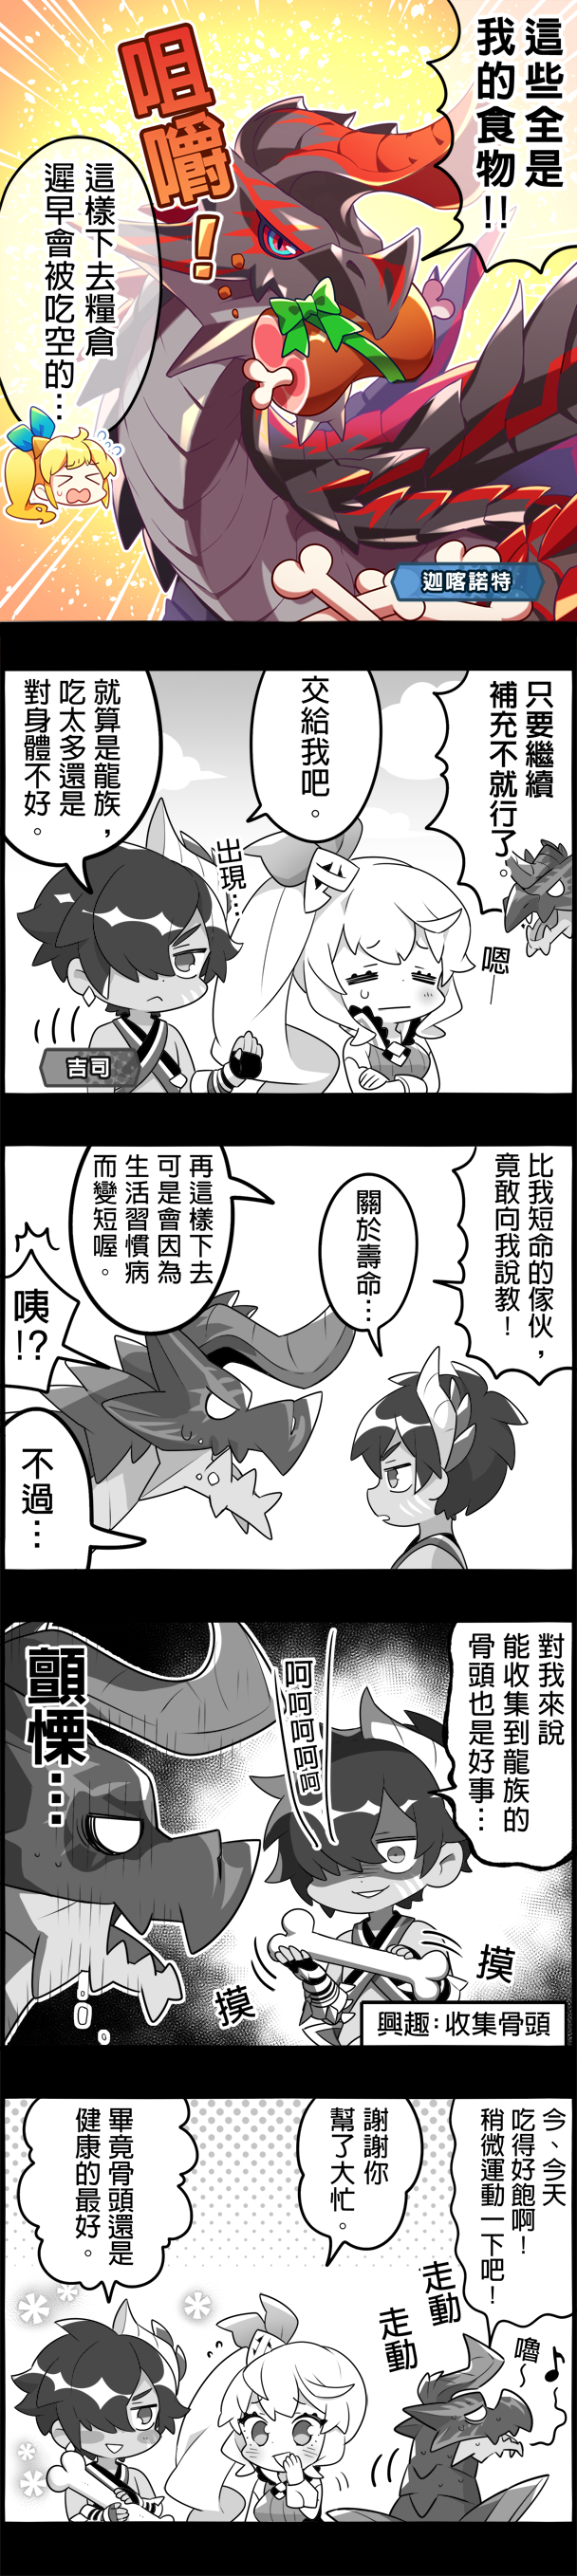 這些全是
我的食物!!
咀嚼!
這樣下去糧倉
遲早會被吃空的…
迦喀諾特
只要繼續
補充不就行了。
嗯—
交給我吧。
出現…
就算是龍族，
吃太多還是
對身體不好。
吉司
比我短命的傢伙，
竟敢向我說教！
關於壽命…
再這樣下去
可是會因為
生活習慣病
而變短喔。
咦!?
不過…
對我來說
能收集到龍族的
骨頭也是好事…
呵呵呵呵呵
顫慄…
摸
摸
興趣:收集骨頭
今、今天
吃得好飽啊！
稍微運動一下吧！
嚕~♪
走動
走動
謝謝你
幫了大忙。
畢竟骨頭還是
健康的最好。